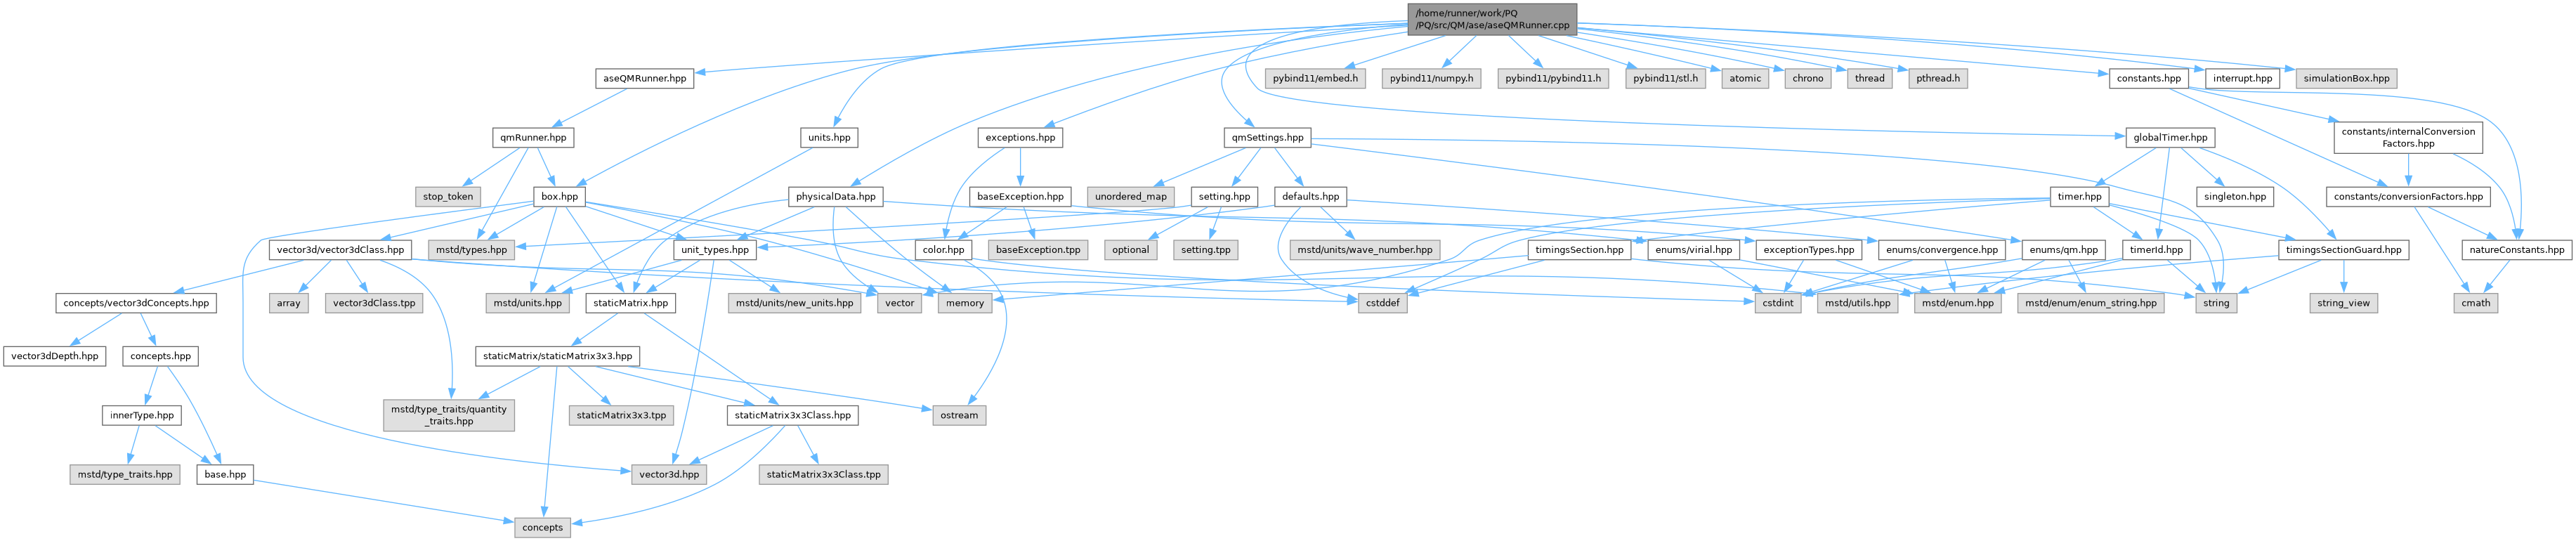 /home/runner/work/PQ
/PQ/src/QM/ase/aseQMRunner.cpp
aseQMRunner.hpp
pybind11/embed.h
pybind11/numpy.h
pybind11/pybind11.h
pybind11/stl.h
atomic
chrono
thread
pthread.h
constants.hpp
interrupt.hpp
simulationBox.hpp
qmRunner.hpp
units.hpp
exceptions.hpp
qmSettings.hpp
globalTimer.hpp
constants/internalConversion
Factors.hpp
stop_token
box.hpp
physicalData.hpp
baseException.hpp
unordered_map
setting.hpp
defaults.hpp
timer.hpp
singleton.hpp
constants/conversionFactors.hpp
vector3d/vector3dClass.hpp
mstd/types.hpp
unit_types.hpp
color.hpp
baseException.tpp
optional
setting.tpp
mstd/units/wave_number.hpp
timingsSection.hpp
enums/virial.hpp
exceptionTypes.hpp
enums/convergence.hpp
enums/qm.hpp
timerId.hpp
timingsSectionGuard.hpp
natureConstants.hpp
concepts/vector3dConcepts.hpp
array
vector3dClass.tpp
mstd/units.hpp
staticMatrix.hpp
mstd/units/new_units.hpp
vector
memory
cstddef
cstdint
mstd/utils.hpp
mstd/enum.hpp
mstd/enum/enum_string.hpp
string
string_view
cmath
vector3dDepth.hpp
concepts.hpp
staticMatrix/staticMatrix3x3.hpp
innerType.hpp
mstd/type_traits/quantity
_traits.hpp
staticMatrix3x3.tpp
staticMatrix3x3Class.hpp
ostream
mstd/type_traits.hpp
base.hpp
vector3d.hpp
staticMatrix3x3Class.tpp
concepts